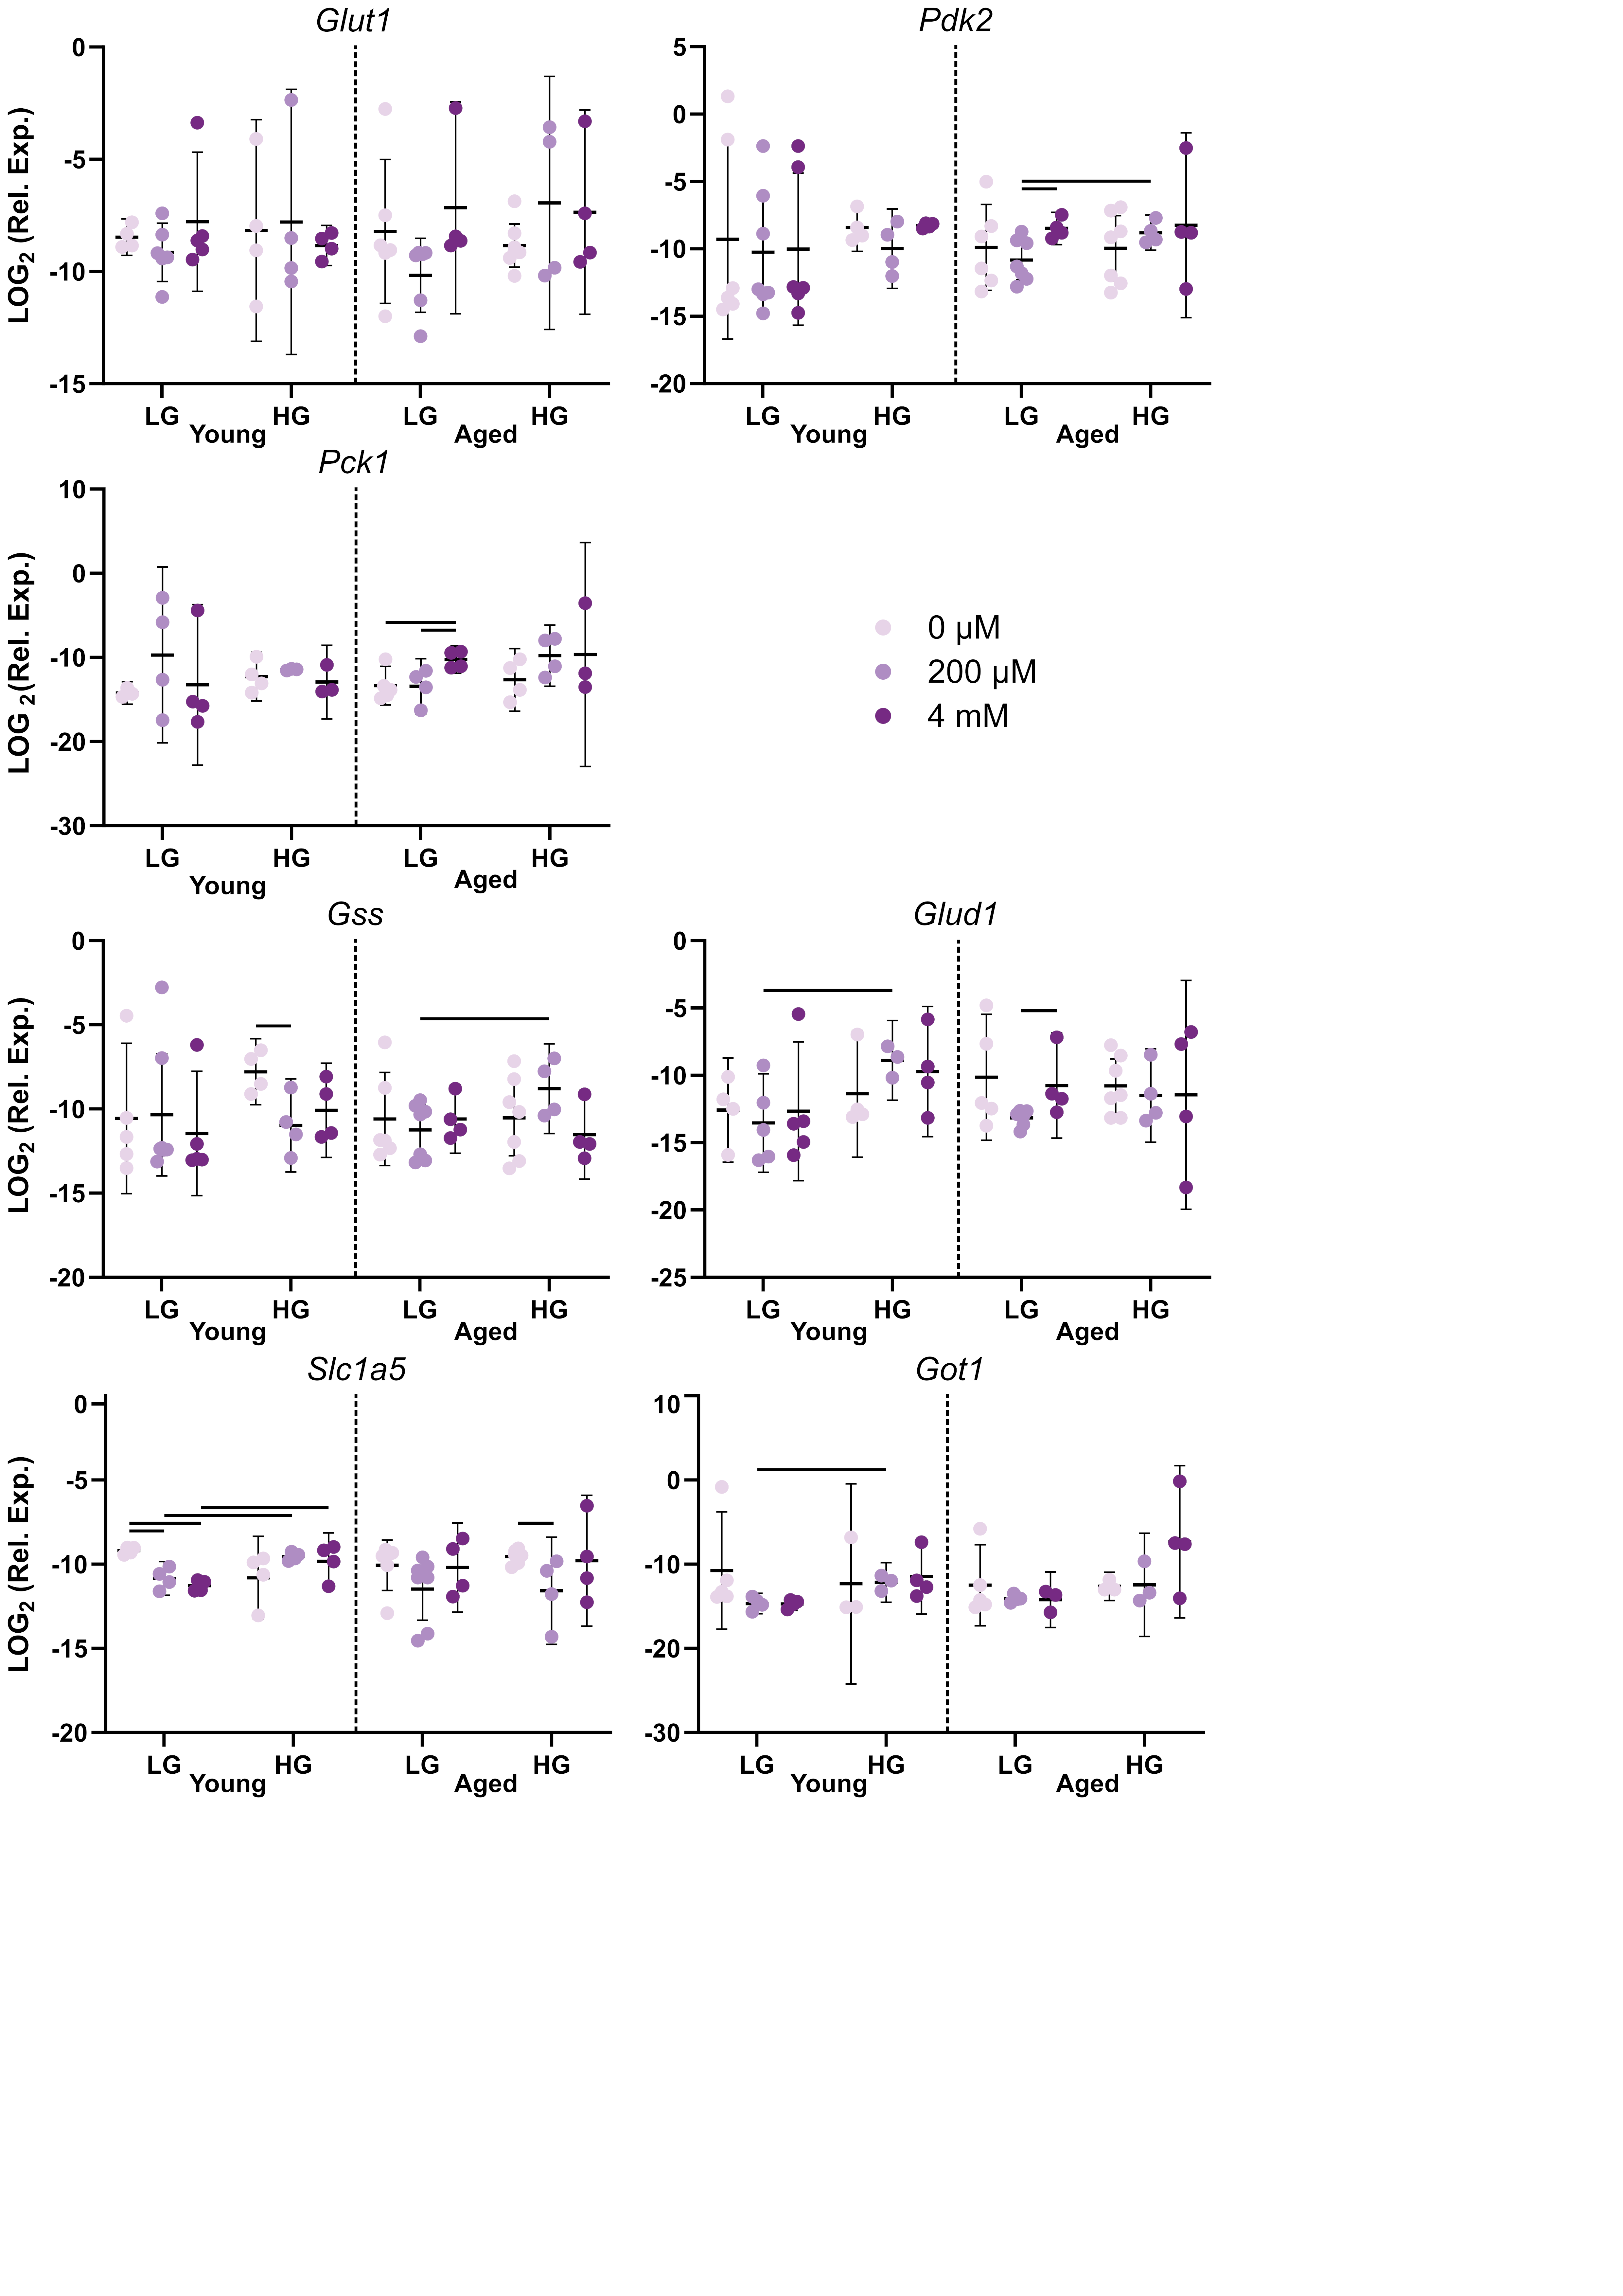 Glut1
LOG2 (Rel. Exp.)
0
-5
-10
-15
LG HG LG HG
Young Aged
Pdk2
5
0
-5
-10
-15
-20
LG HG LG HG
Young Aged
Pck1
LOG 2(Rel. Exp.)
10
0
-10
-20
-30
LG HG LG HG
Young Aged
0 µM
200 µM
4 mM
Gss
LOG2 (Rel. Exp.)
0
-5
-10
-15
-20
LG HG LG HG
Young Aged
Glud1
0
-5
-10
-15
-20
-25
LG HG LG HG
Young Aged
Slc1a5
LOG2 (Rel. Exp.)
0
-5
-10
-15
-20
LG HG LG HG
Young Aged
Got1
10
0
-10
-20
-30
LG HG LG HG
Young Aged